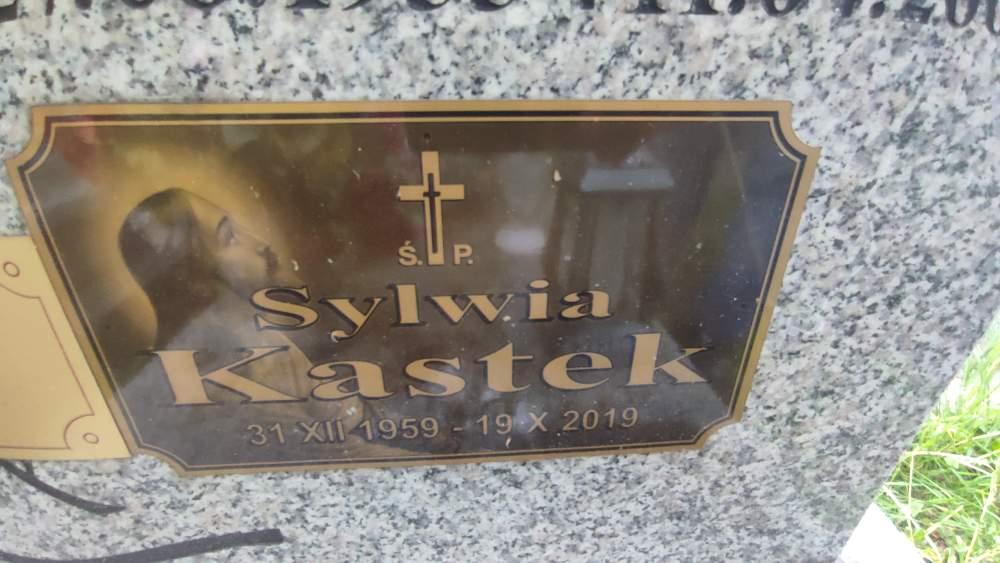 Ś. P.
Sylwia
Kastek
31 XII 1959 - 19 X 2019